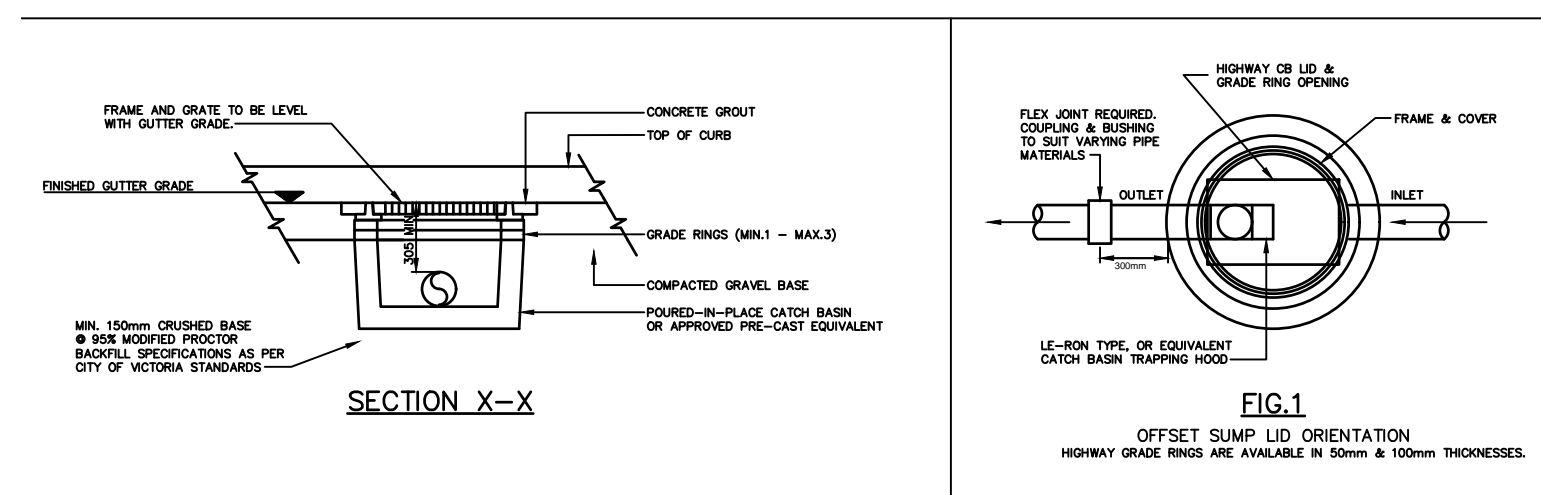 FRAME AND GRATE TO BE LEVEL
WITH GUTTER GRADE.
CONCRETE GROUT
TOP OF CURB
FINISHED GUTTER GRADE
305 MIN
GRADE RINGS (MIN.1 - MAX.3)
COMPACTED GRAVEL BASE
POURED-IN-PLACE CATCH BASIN
OR APPROVED PRE-CAST EQUIVALENT
MIN. 150mm CRUSHED BASE
@ 95% MODIFIED PROCTOR
BACKFILL SPECIFICATIONS AS PER
CITY OF VICTORIA STANDARDS
SECTION X-X
HIGHWAY CB LID &
GRADE RING OPENING
FLEX JOINT REQUIRED.
COUPLING & BUSHING
TO SUIT VARYING PIPE
MATERIALS
FRAME & COVER
OUTLET
INLET
300mm
LE-RON TYPE, OR EQUIVALENT
CATCH BASIN TRAPPING HOOD
FIG.1
OFFSET SUMP LID ORIENTATION
HIGHWAY GRADE RINGS ARE AVAILABLE IN 50mm & 100mm THICKNESSES.